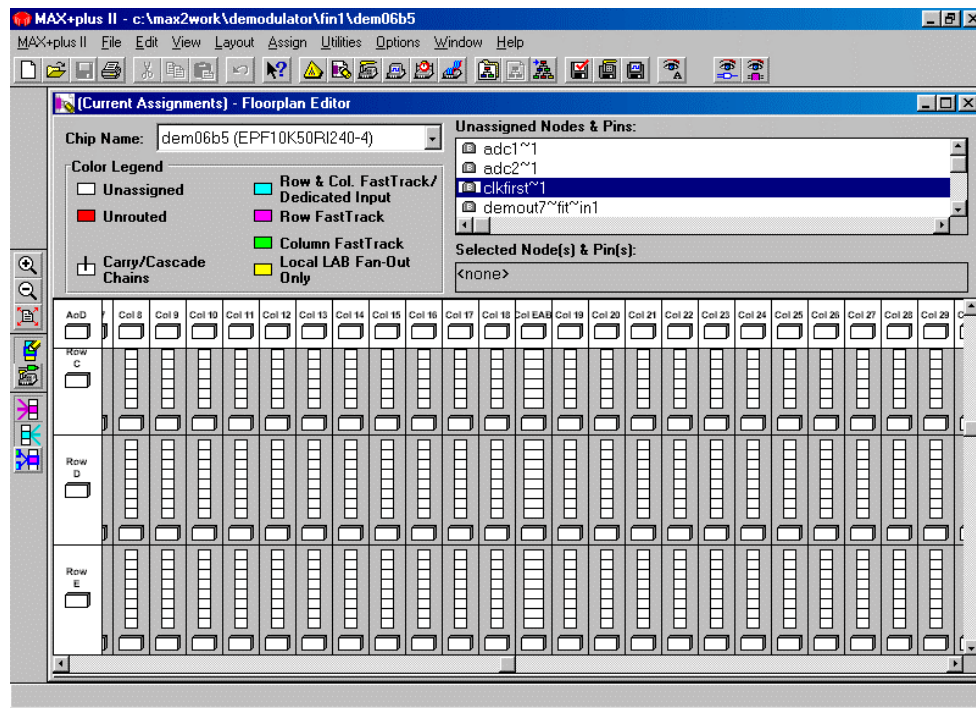 MAX+plus II - c:\max2work\demodulator\fin1\dem06b5
MAX+plus II File Edit View Layout Assign Utilities Options Window Help
(Current Assignments) - Floorplan Editor
Chip Name: dem06b5 (EPF10K50RI240-4)
Color Legend
Unassigned
Unrouted
Carry/Cascade
Chains
Row & Col. FastTrack/
Dedicated Input
Row FastTrack
Column FastTrack
Local LAB Fan-Out
Only
Unassigned Nodes & Pins:
adc1~1
adc2~1
clkfirst~1
demout7~fit~in1
Selected Node(s) & Pin(s):
<none>
AoD Col 8 Col 9 Col 10 Col 11 Col 12 Col 13 Col 14 Col 15 Col 16 Col 17 Col 18 Col EAB Col 19 Col 20 Col 21 Col 22 Col 23 Col 24 Col 25 Col 26 Col 27 Col 28 Col 29
Row
C
Row
D
Row
E